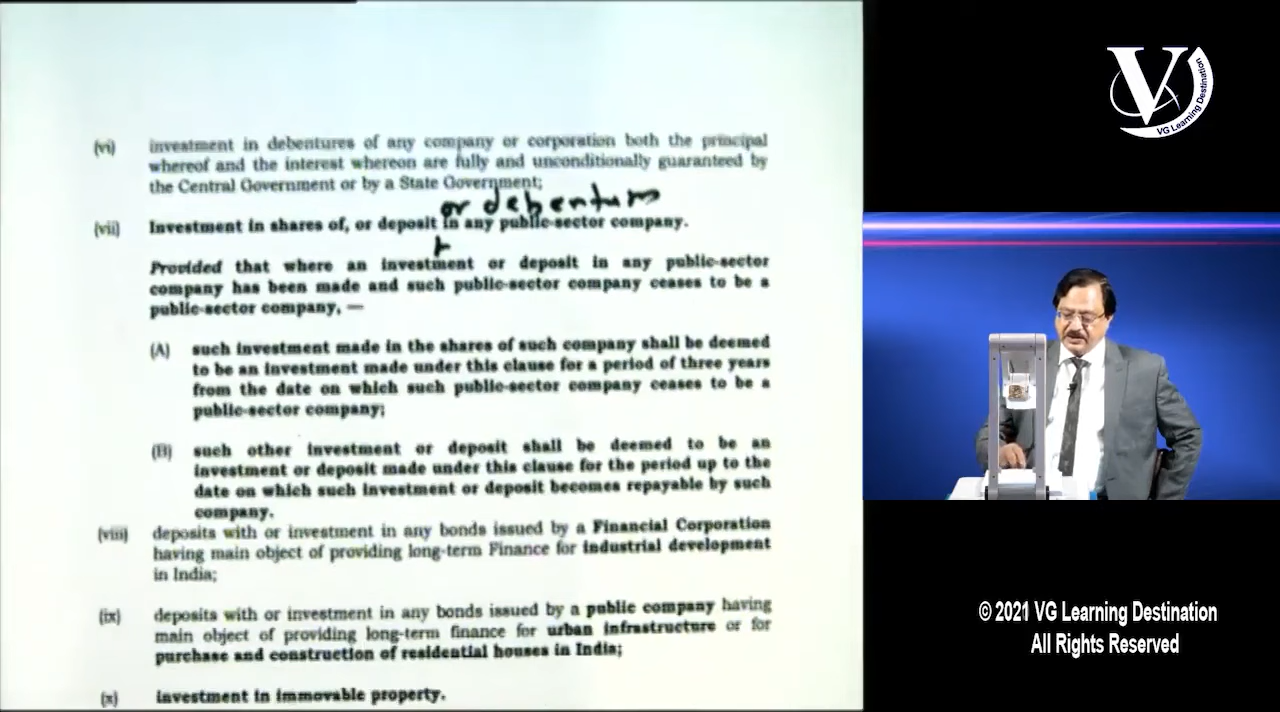 (vi) investment in debentures of any company or corporation both the principal
whereof and the interest whereon are fully and unconditionally guaranteed by
the Central Government or by a State Government;
or debentures
(vii) Investment in shares of, or deposit in any public-sector company.
Provided that where an investment or deposit in any public-sector
company has been made and such public-sector company ceases to be a
public-sector company, —
(A) such investment made in the shares of such company shall be deemed
to be an investment made under this clause for a period of three years
from the date on which such public-sector company ceases to be a
public-sector company;
(B) such other investment or deposit shall be deemed to be an
investment or deposit made under this clause for the period up to the
date on which such investment or deposit becomes repayable by such
company.
(viii) deposits with or investment in any bonds issued by a Financial Corporation
having main object of providing long-term Finance for industrial development
in India;
(ix) deposits with or investment in any bonds issued by a public company having
main object of providing long-term finance for urban infrastructure or for
purchase and construction of residential houses in India;
(x) investment in immovable property.
V
VG Learning Destination
© 2021 VG Learning Destination
All Rights Reserved